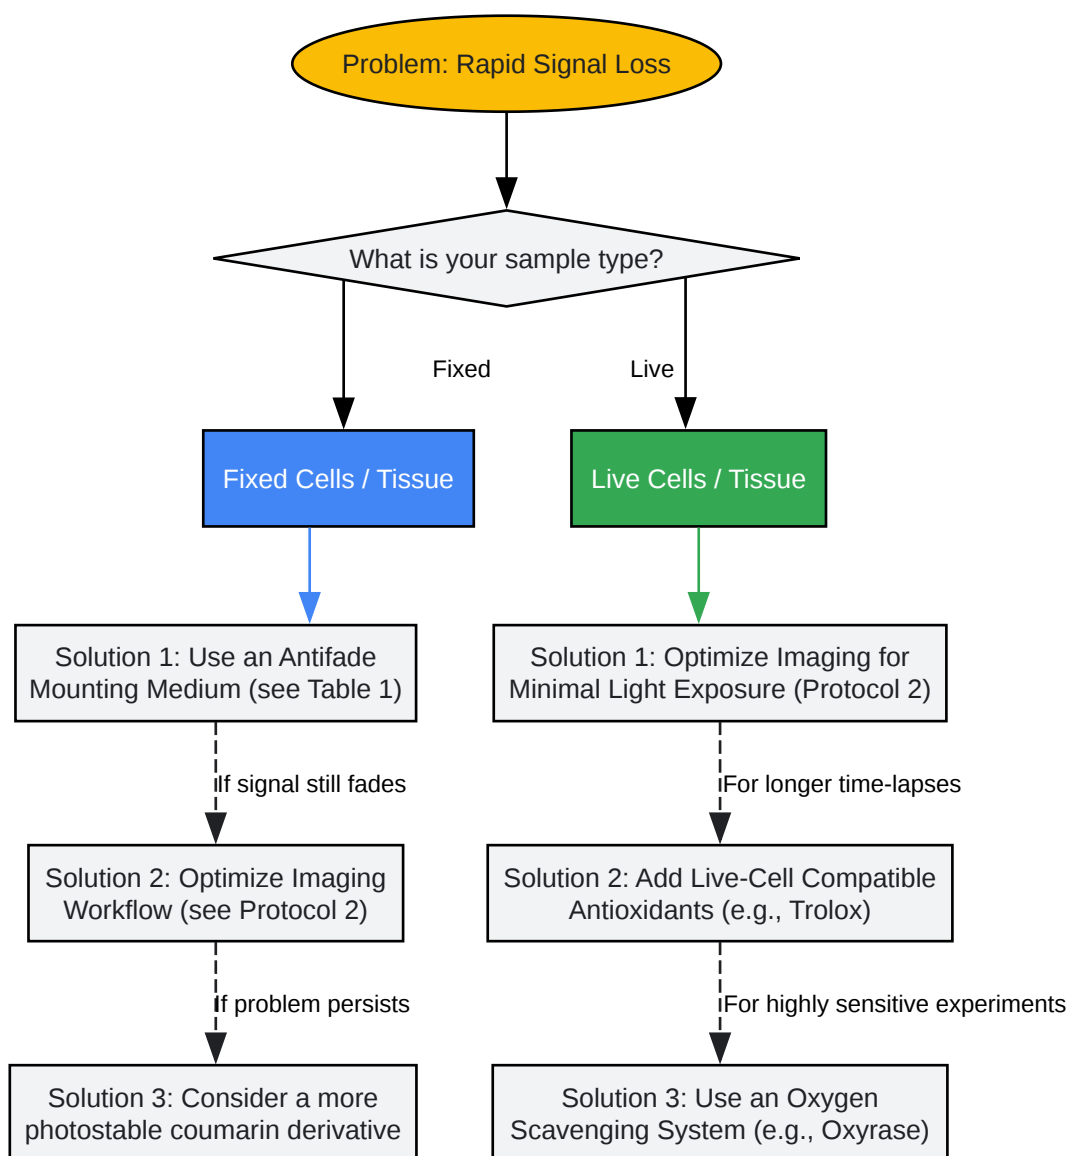 Problem: Rapid Signal Loss
What is your sample type?
Fixed
Live
Fixed Cells / Tissue
Live Cells / Tissue
Solution 1: Use an Antifade
Mounting Medium (see Table 1)
Solution 1: Optimize Imaging for
Minimal Light Exposure (Protocol 2)
If signal still fades
For longer time-lapses
Solution 2: Optimize Imaging
Workflow (see Protocol 2)
Solution 2: Add Live-Cell Compatible
Antioxidants (e.g., Trolox)
If problem persists
For highly sensitive experiments
Solution 3: Consider a more
photostable coumarin derivative
Solution 3: Use an Oxygen
Scavenging System (e.g., Oxyrase)